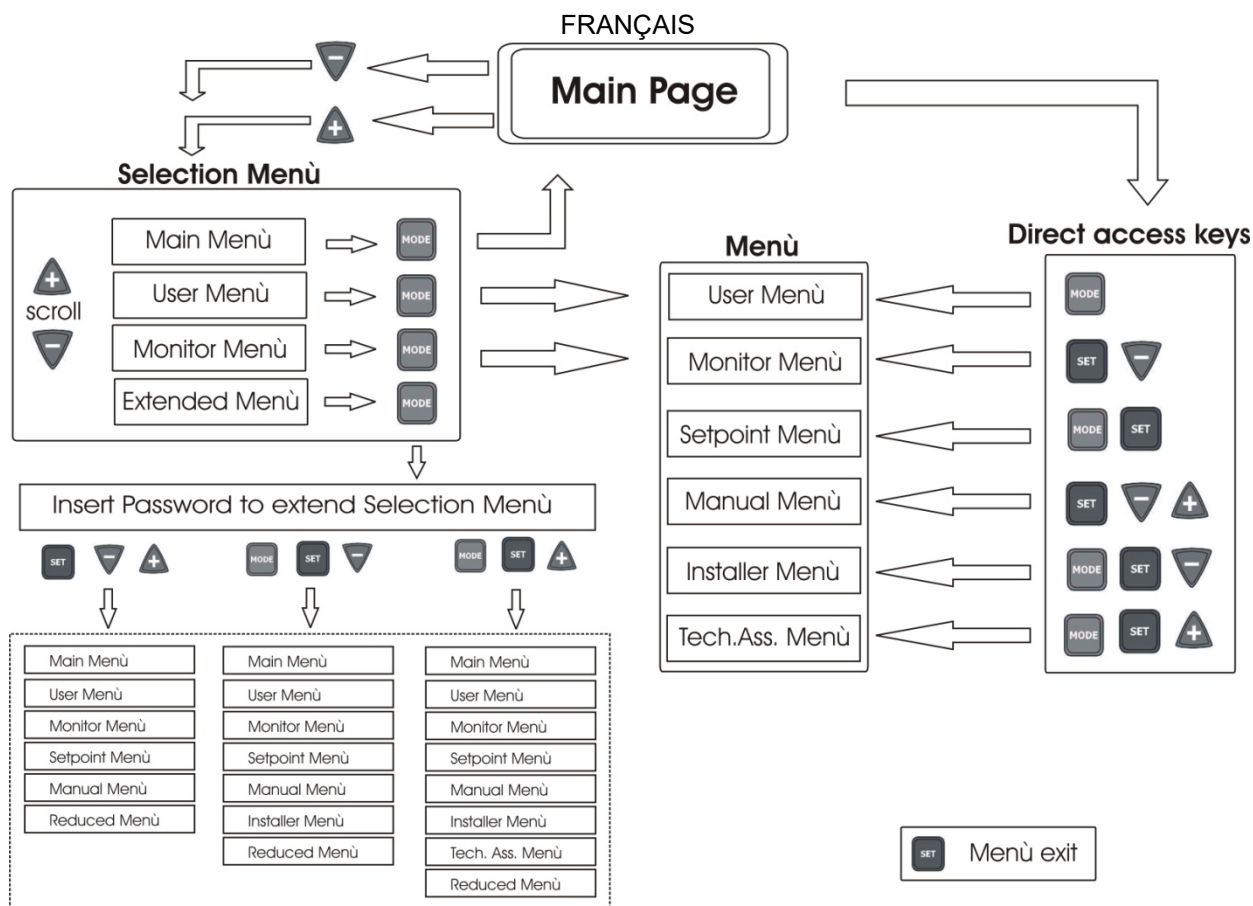 FRANÇAIS
Main Page
Selection Menù
scroll
Main Menù
MODE
User Menù
MODE
Monitor Menù
MODE
Extended Menù
MODE
Insert Password to extend Selection Menù
SET
MODE SET
MODE SET
Main Menù
User Menù
Monitor Menù
Setpoint Menù
Manual Menù
Reduced Menù
Main Menù
User Menù
Monitor Menù
Setpoint Menù
Manual Menù
Installer Menù
Reduced Menù
Main Menù
User Menù
Monitor Menù
Setpoint Menù
Manual Menù
Installer Menù
Tech. Ass. Menù
Reduced Menù
Menù
User Menù
Monitor Menù
Setpoint Menù
Manual Menù
Installer Menù
Tech.Ass. Menù
Direct access keys
MODE
SET
MODE SET
SET
MODE SET
MODE SET
SET Menù exit